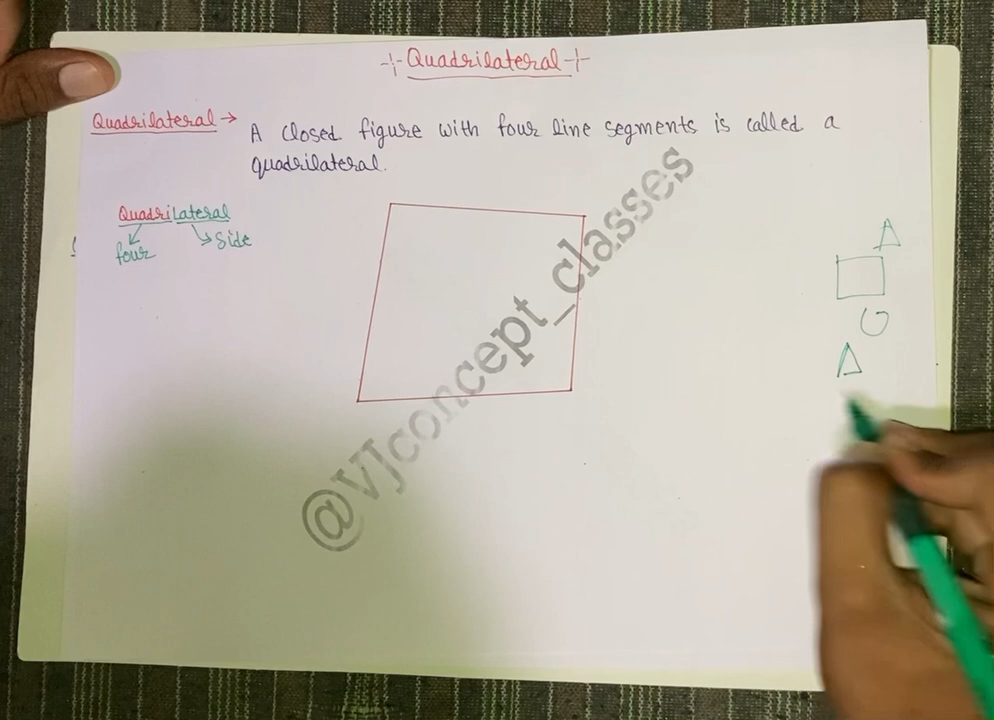 Quadrilateral
Quadrilateral → A closed figure with four line segments is called a
quadrilateral.
Quadrilateral
four side
@VJconcept_classes